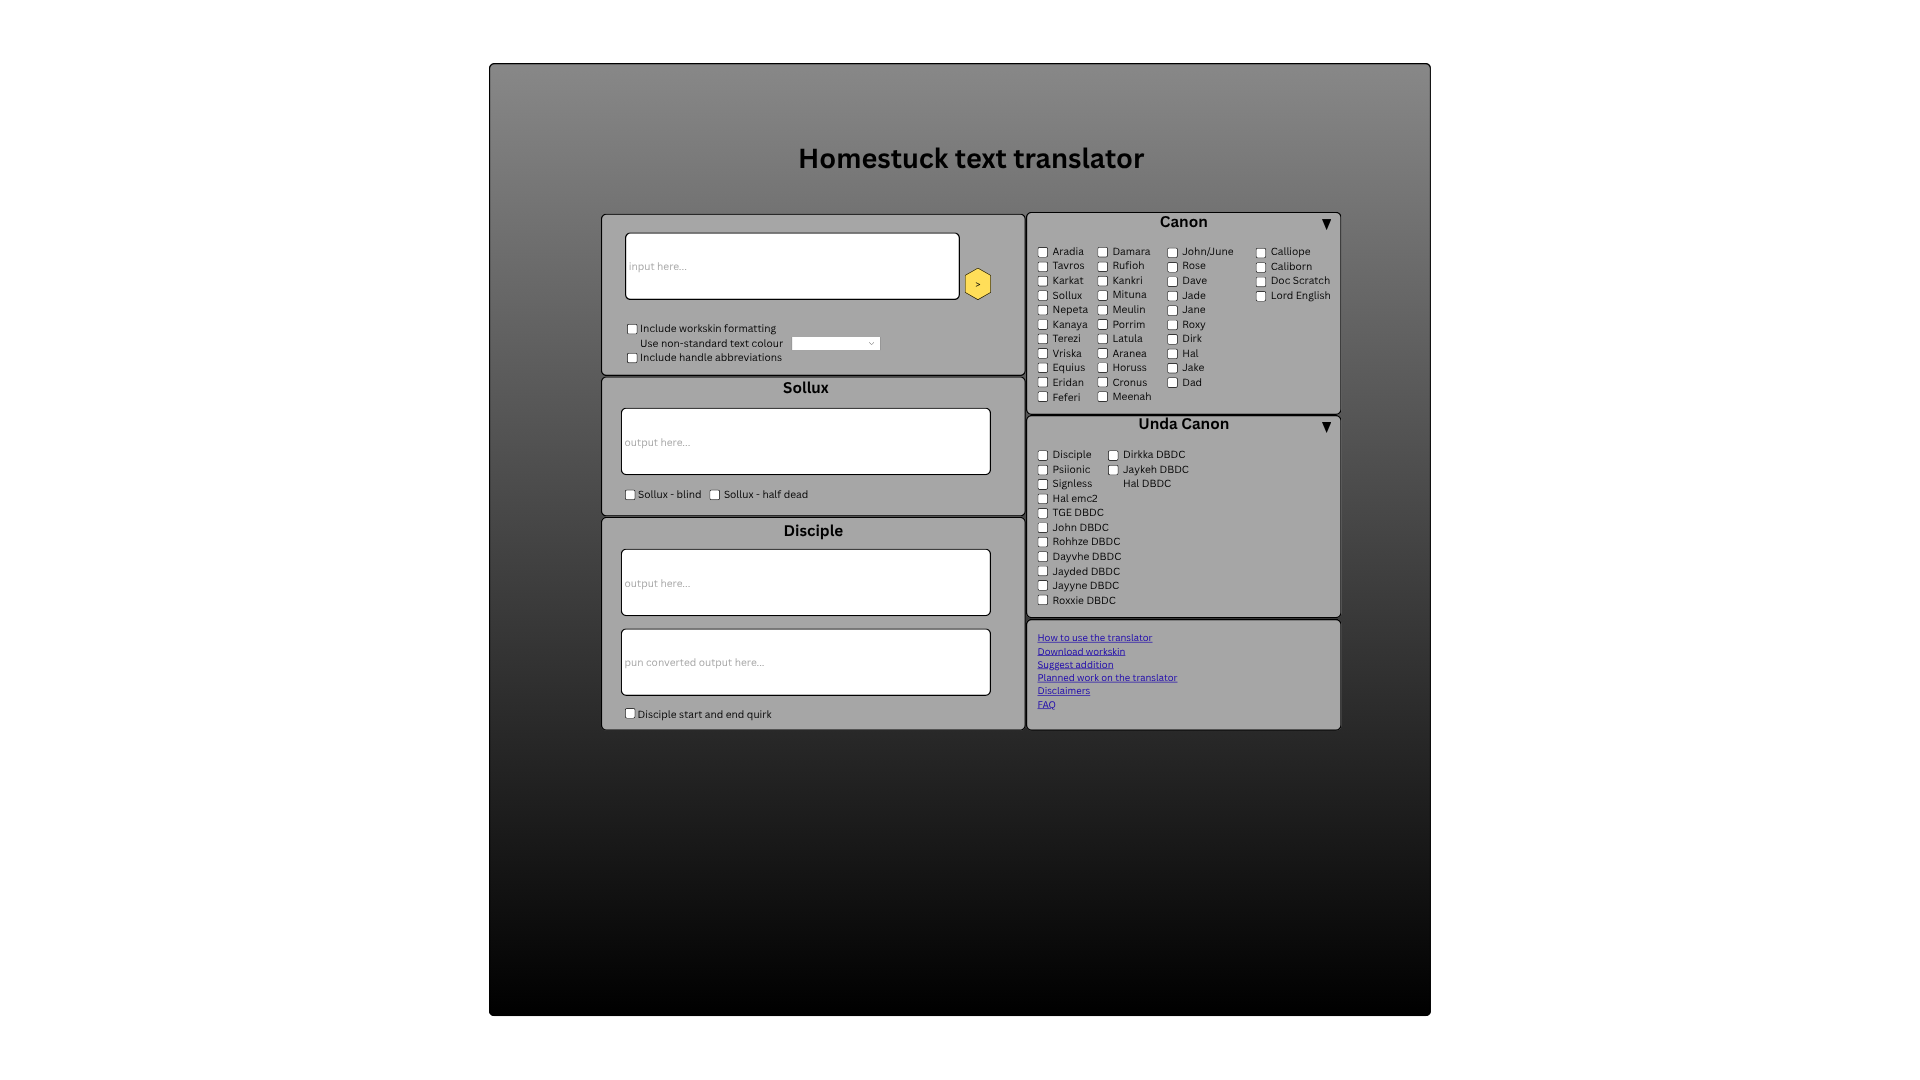 Homestuck text translator
input here...
>
Include workskin formatting
Use non-standard text colour
Include handle abbreviations
Sollux
output here...
Sollux - blind
Sollux - half dead
Disciple
output here...
pun converted output here...
Disciple start and end quirk
Canon
Aradia
Tavros
Karkat
Sollux
Nepeta
Kanaya
Terezi
Vriska
Equius
Eridan
Feferi
Damara
Rufioh
Kankri
Mituna
Meulin
Porrim
Latula
Aranea
Horuss
Cronus
Meenah
John/June
Rose
Dave
Jade
Jane
Roxy
Dirk
Hal
Jake
Dad
Calliope
Caliborn
Doc Scratch
Lord English
Unda Canon
Disciple
Psiionic
Signless
Hal emc2
TGE DBDC
John DBDC
Rohhze DBDC
Dayvhe DBDC
Jayded DBDC
Jayyne DBDC
Roxxie DBDC
Dirkka DBDC
Jaykeh DBDC
Hal DBDC
How to use the translator
Download workskin
Suggest addition
Planned work on the translator
Disclaimers
FAQ